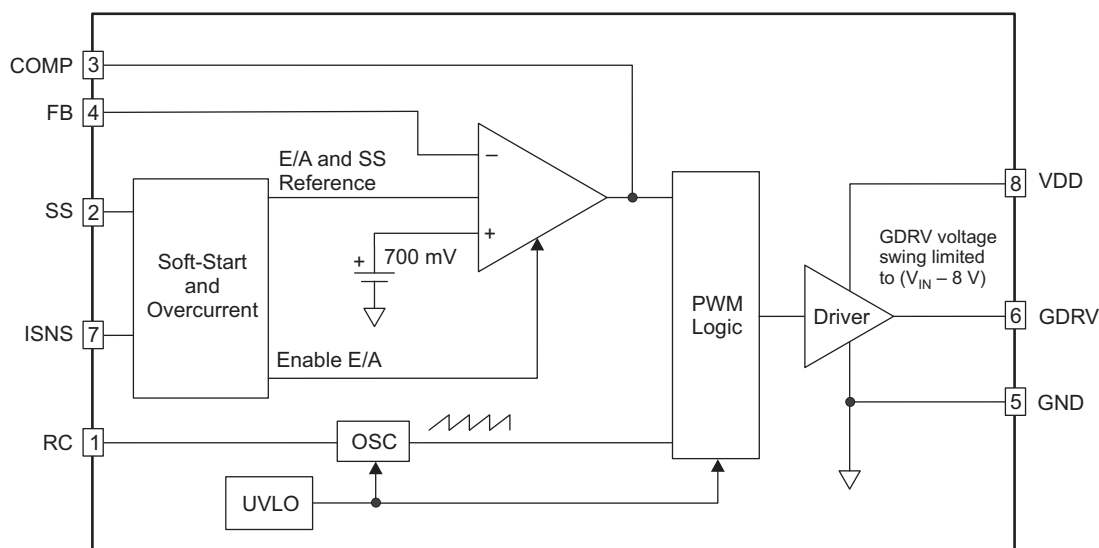 COMP 3
FB 4
SS 2
ISNS 7
RC 1
E/A and SS
Reference
Soft-Start
and
Overcurrent
Enable E/A
−
+
+
700 mV
OSC
UVLO
PWM
Logic
Driver
GDRV voltage
swing limited
to (VIN – 8 V)
8 VDD
6 GDRV
5 GND